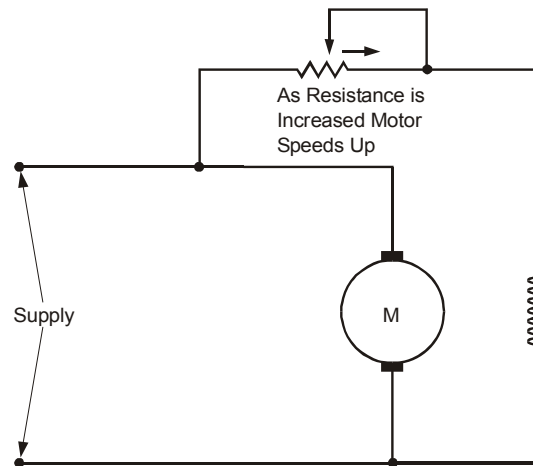 As Resistance is
Increased Motor
Speeds Up
Supply
M